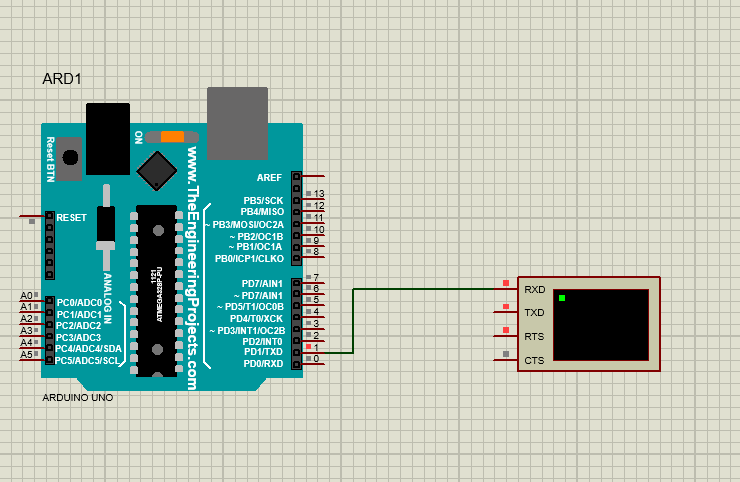 ARD1
ON
Reset BTN
www.TheEngineeringProjects.com
AREF
PB5/SCK 13
PB4/MISO 12
~ PB3/MOSI/OC2A 11
~ PB2/OC1B 10
~ PB1/OC1A 9
PB0/ICP1/CLKO 8
RESET
1121
ATMEGA328P-PU
ANALOG IN
PD7/AIN1 7
~ PD7/AIN1 6
~ PD5/T1/OC0B 5
PD4/T0/XCK 4
~ PD3/INT1/OC2B 3
PD2/INT0 2
PD1/TXD 1
PD0/RXD 0
A0 PC0/ADC0
A1 PC1/ADC1
A2 PC2/ADC2
A3 PC3/ADC3
A4 PC4/ADC4/SDA
A5 PC5/ADC5/SCL
ARDUINO UNO
RXD
TXD
RTS
CTS